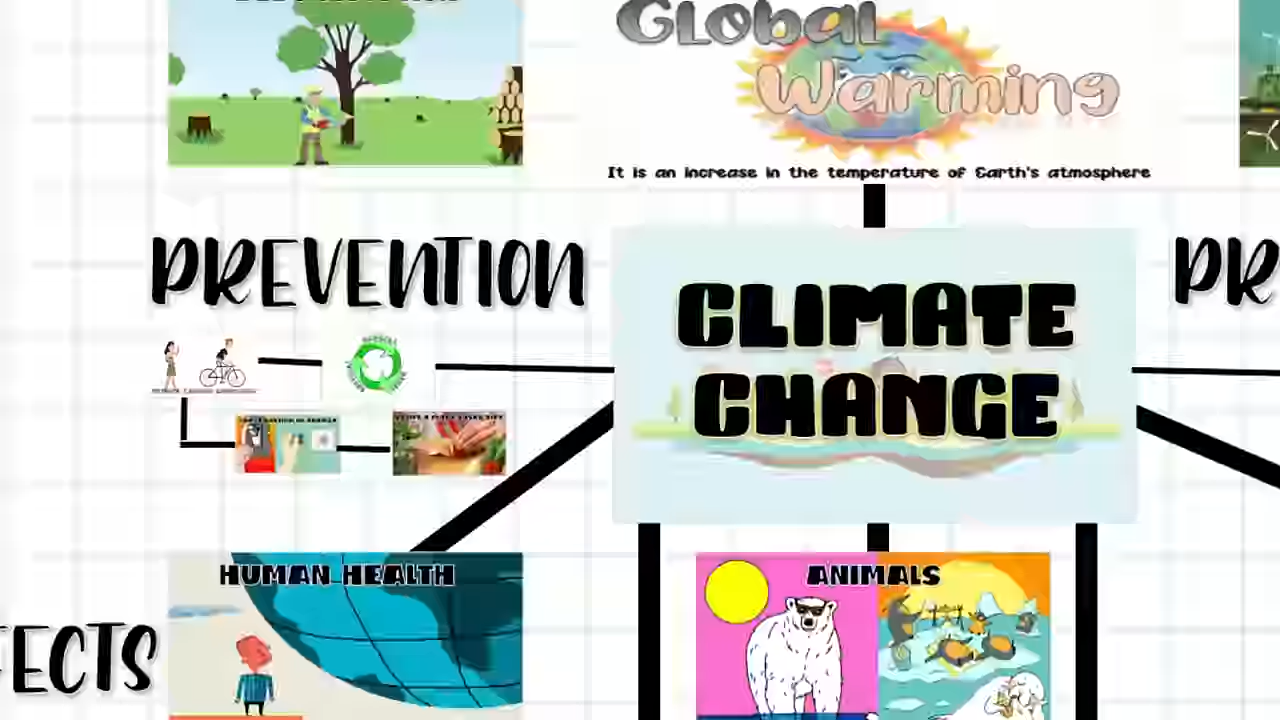 Global
Warming
It is an increase in the temperature of Earth's atmosphere
PREVENTION
PR
CLIMATE
CHANGE
HUMAN HEALTH
ANIMALS
FECTS